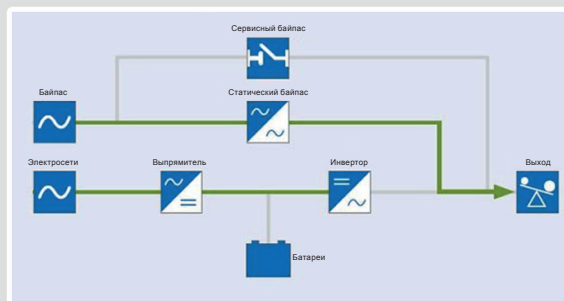 Сервисный байпас
Байпас
Статический байпас
Электросети
Выпрямитель
Инвертор
Выход
Батареи